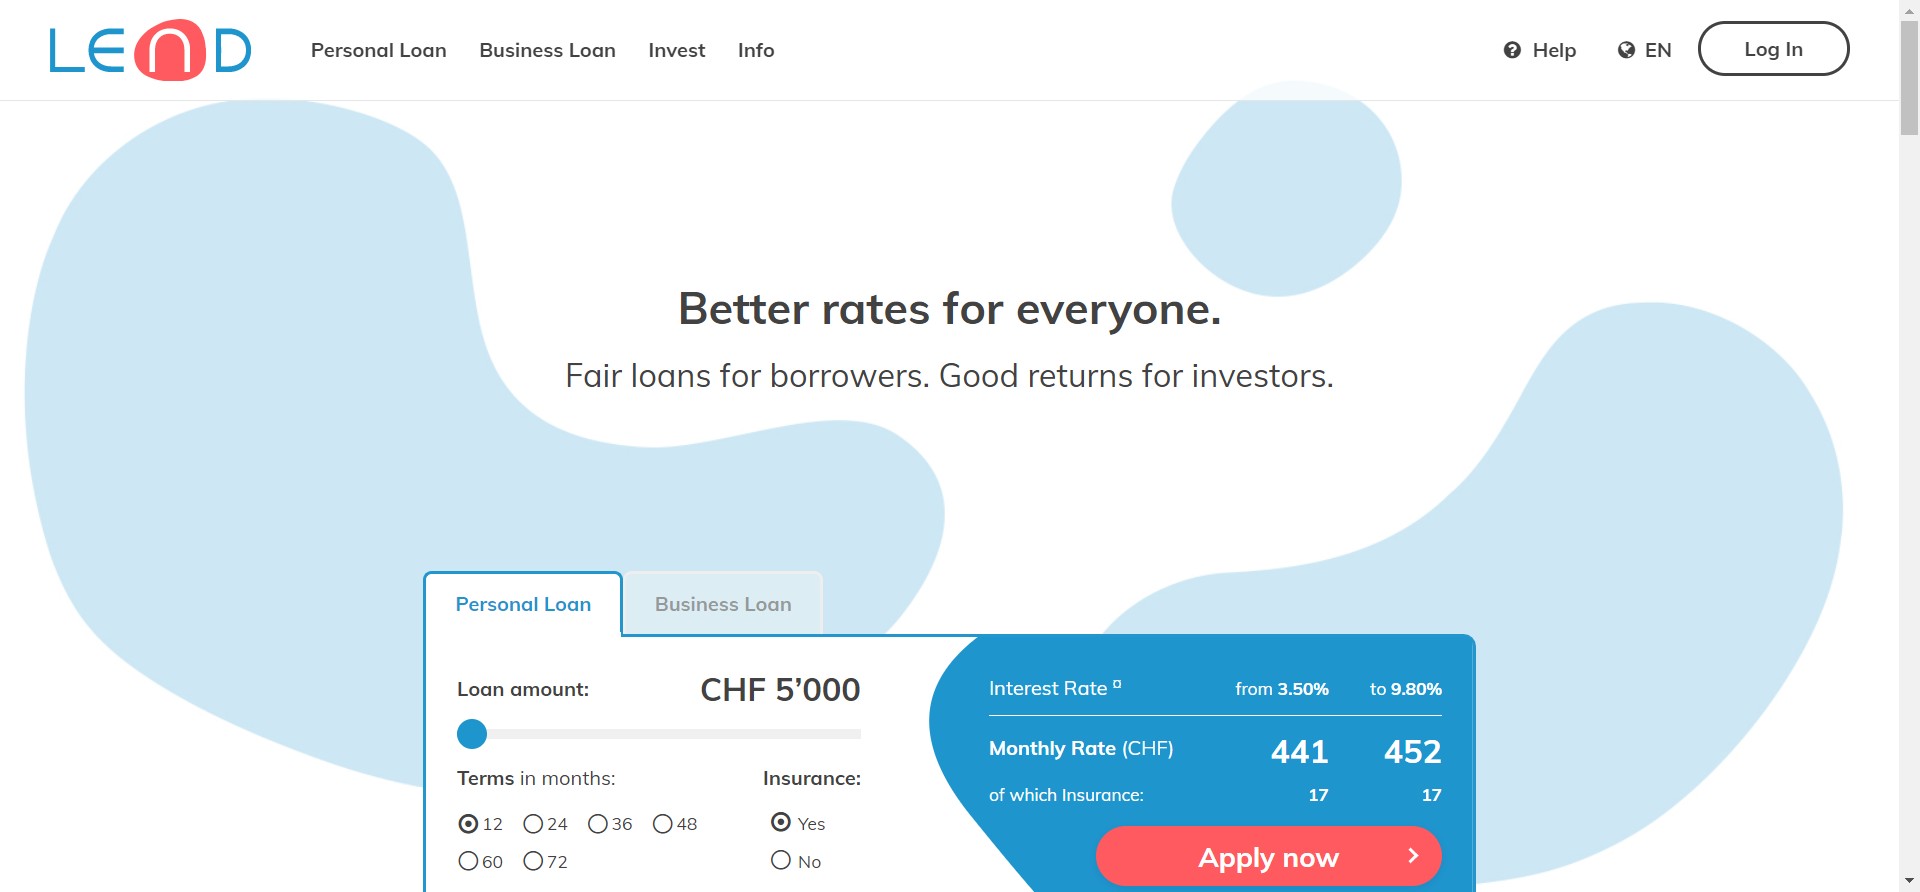 LEND
Personal Loan Business Loan Invest Info
Help EN Log In
Better rates for everyone.
Fair loans for borrowers. Good returns for investors.
Personal Loan Business Loan
Loan amount: CHF 5’000
Terms in months: Insurance:
12 24 36 48 Yes
60 72 No
Interest Rate ¤ from 3.50% to 9.80%
Monthly Rate (CHF) 441 452
of which Insurance: 17 17
Apply now